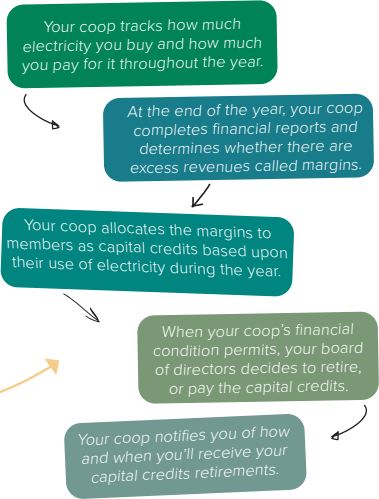 Your coop tracks how much
electricity you buy and how much
you pay for it throughout the year.
At the end of the year, your coop
completes financial reports and
determines whether there are
excess revenues called margins.
Your coop allocates the margins to
members as capital credits based upon
their use of electricity during the year.
When your coop’s financial
condition permits, your board
of directors decides to retire,
or pay the capital credits.
Your coop notifies you of how
and when you’ll receive your
capital credits retirements.